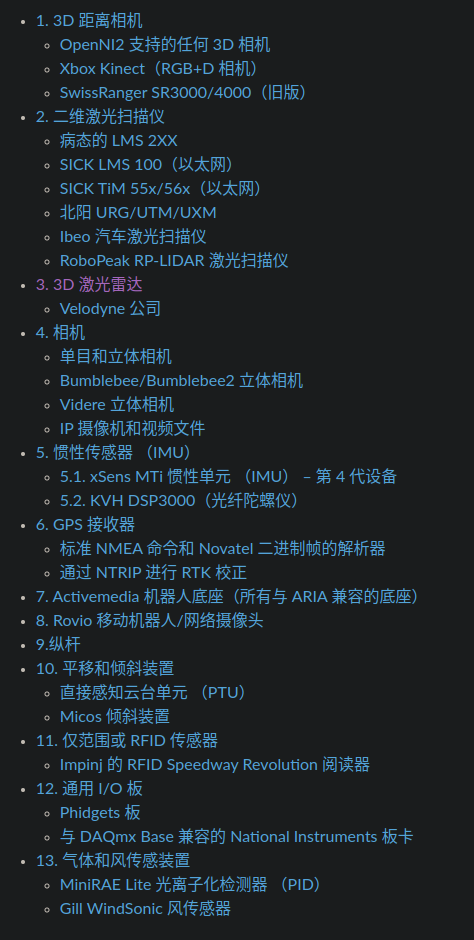 1. 3D 距离相机
OpenNI2 支持的任何 3D 相机
Xbox Kinect（RGB+D 相机）
SwissRanger SR3000/4000（旧版）
2. 二维激光扫描仪
病态的 LMS 2XX
SICK LMS 100（以太网）
SICK TiM 55x/56x（以太网）
北阳 URG/UTM/UXM
Ibeo 汽车激光扫描仪
RoboPeak RP-LIDAR 激光扫描仪
3. 3D 激光雷达
Velodyne 公司
4. 相机
单目和立体相机
Bumblebee/Bumblebee2 立体相机
Videre 立体相机
IP 摄像机和视频文件
5. 惯性传感器 （IMU）
5.1. xSens MTi 惯性单元 （IMU） – 第 4 代设备
5.2. KVH DSP3000（光纤陀螺仪）
6. GPS 接收器
标准 NMEA 命令和 Novatel 二进制帧的解析器
通过 NTRIP 进行 RTK 校正
7. Activemedia 机器人底座（所有与 ARIA 兼容的底座）
8. Rovio 移动机器人/网络摄像头
9.纵杆
10. 平移和倾斜装置
直接感知云台单元 （PTU）
Micos 倾斜装置
11. 仅范围或 RFID 传感器
Impinj 的 RFID Speedway Revolution 阅读器
12. 通用 I/O 板
Phidgets 板
与 DAQmx Base 兼容的 National Instruments 板卡
13. 气体和风传感装置
MiniRAE Lite 光离子化检测器 （PID）
Gill WindSonic 风传感器